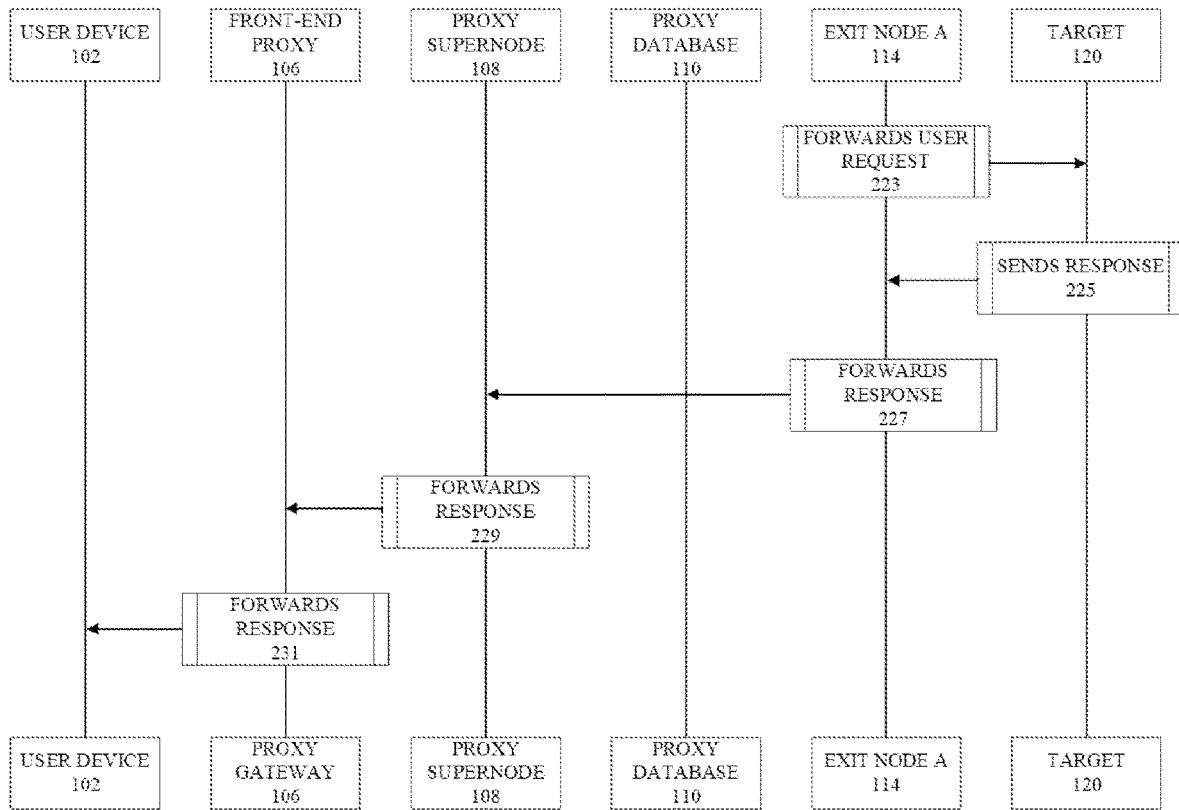 USER DEVICE
102
FRONT-END
PROXY
106
PROXY
SUPERNODE
108
PROXY
DATABASE
110
EXIT NODE A
114
TARGET
120
FORWARDS USER
REQUEST
223
SENDS RESPONSE
225
FORWARDS
RESPONSE
227
FORWARDS
RESPONSE
229
FORWARDS
RESPONSE
231
USER DEVICE
102
PROXY
GATEWAY
106
PROXY
SUPERNODE
108
PROXY
DATABASE
110
EXIT NODE A
114
TARGET
120